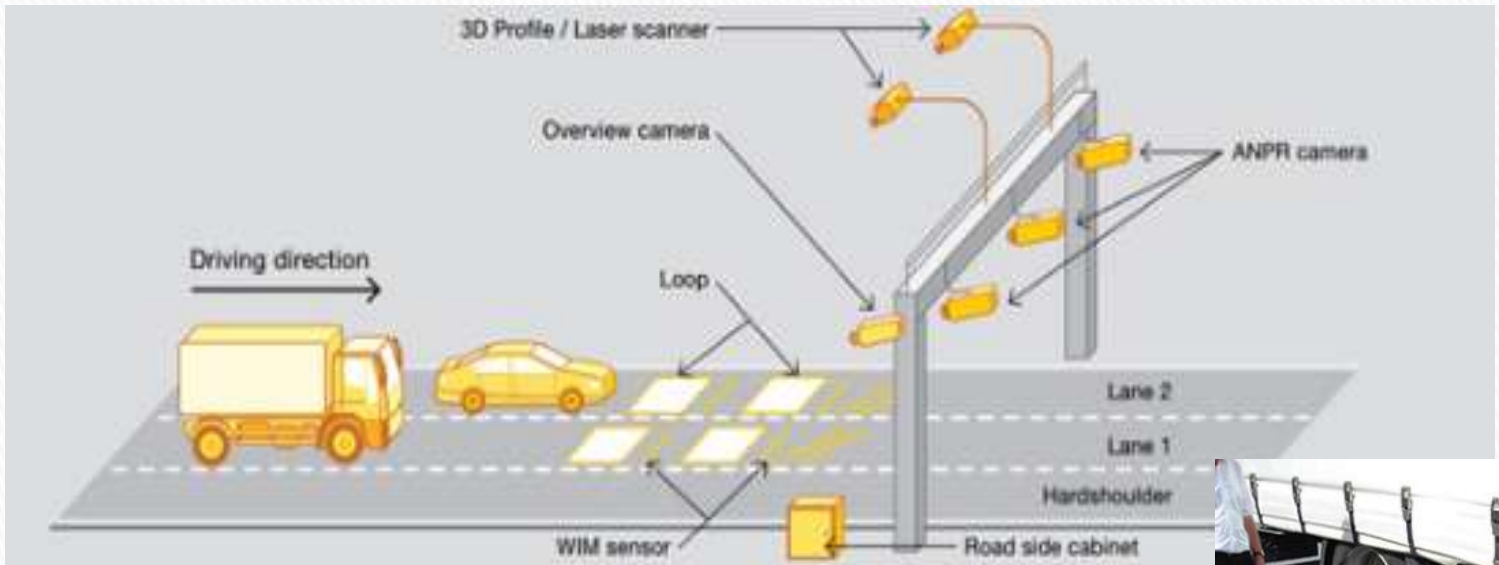 3D Profile / Laser scanner
Overview camera
ANPR camera
Driving direction
Loop
Lane 2
Lane 1
Hardshoulder
WIM sensor
Road side cabinet